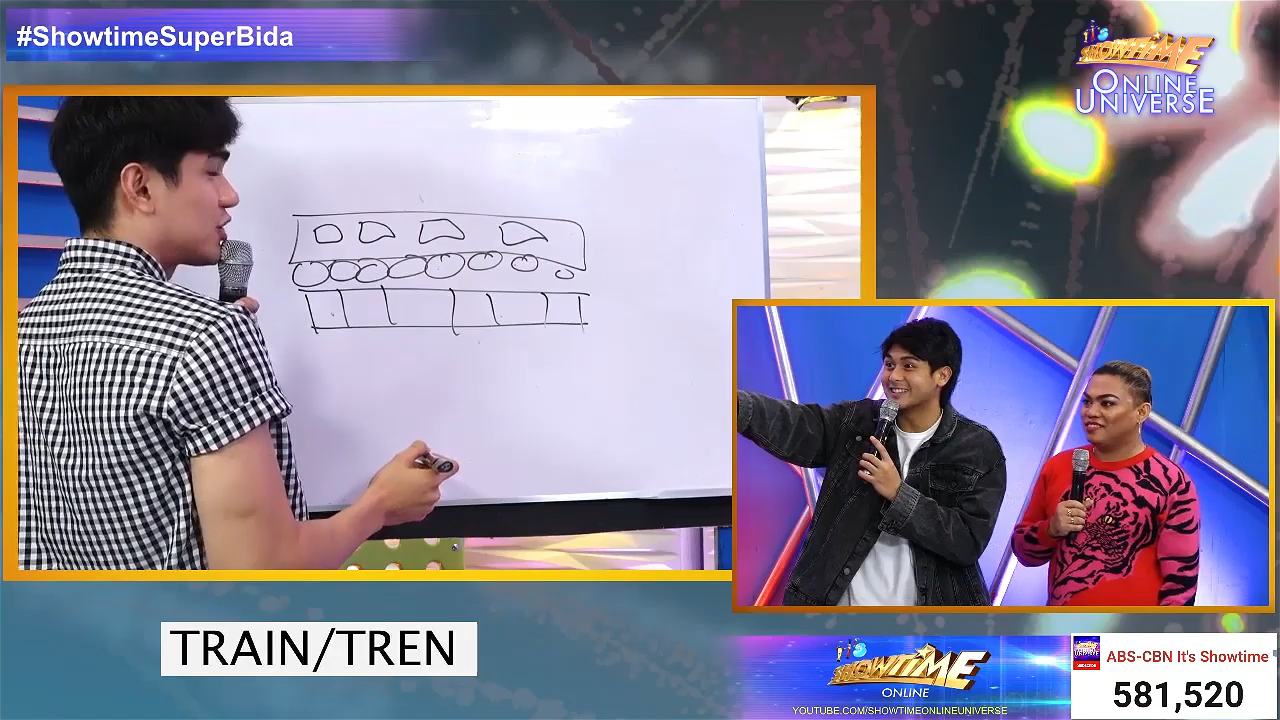 #ShowtimeSuperBida
iT'S
SHOWTiME
ONLINE
UNIVERSE
TRAIN/TREN
iT'S
SHOWTiME
ONLINE
YOUTUBE.COM/SHOWTIMEONLINEUNIVERSE
ABS-CBN It's Showtime
581,520